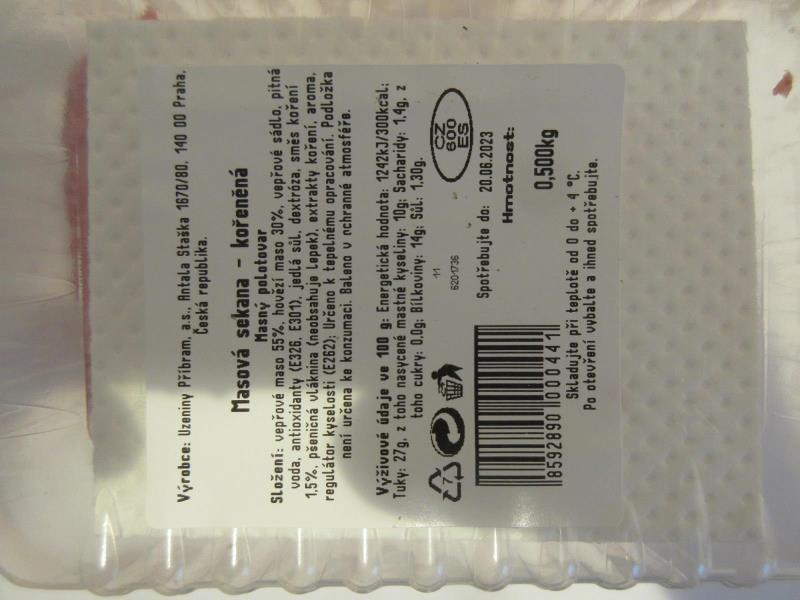 Výrobce: Uzeniny Příbram, a.s., Antala Staška 1670/80, 140 00 Praha,
Česká republika.
Masová sekaná - kořeněná
Masný polotovar
Složení: vepřové maso 55%, hovězí maso 30%, vepřové sádlo, pitná
voda, antioxidanty (E326, E301), jedlá sůl, dextróza, směs koření
1,5%, pšeničná vláknina (neobsahuje lepek), extrakty koření, aroma,
regulátor kyselosti (E262); Určeno k tepelnému opracování. Podložka
není určena ke konzumaci. Baleno v ochranné atmosféře.
Výživové údaje ve 100 g: Energetická hodnota: 1242kJ/300kcal;
Tuky: 27g, z toho nasycené mastné kyseliny: 10g; Sacharidy: 1,4g, z
toho cukry: 0,0g; Bílkoviny: 14g; Sůl: 1,30g.
CZ
600
ES
11
6201736
7
Spotřebujte do: 20.06.2023
Hmotnost:
0,500kg
8592890 000441
Skladujte při teplotě od 0 do + 4 °C.
Po otevření vybalte a ihned spotřebujte.